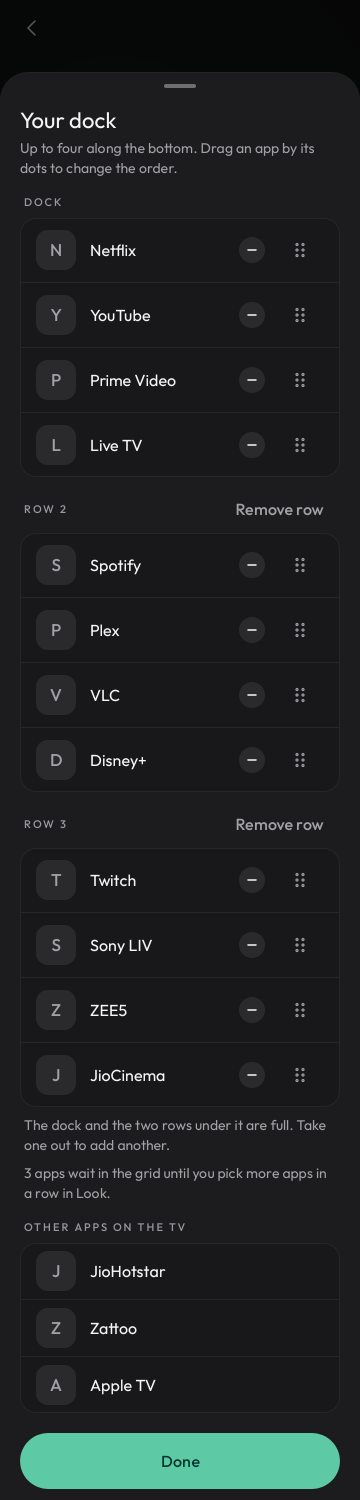 Your dock
Up to four along the bottom. Drag an app by its
dots to change the order.
DOCK
N Netflix
Y YouTube
P Prime Video
L Live TV
ROW 2 Remove row
S Spotify
P Plex
V VLC
D Disney+
ROW 3 Remove row
T Twitch
S Sony LIV
Z ZEE5
J JioCinema
The dock and the two rows under it are full. Take
one out to add another.
3 apps wait in the grid until you pick more apps in
a row in Look.
OTHER APPS ON THE TV
J JioHotstar
Z Zattoo
A Apple TV
Done